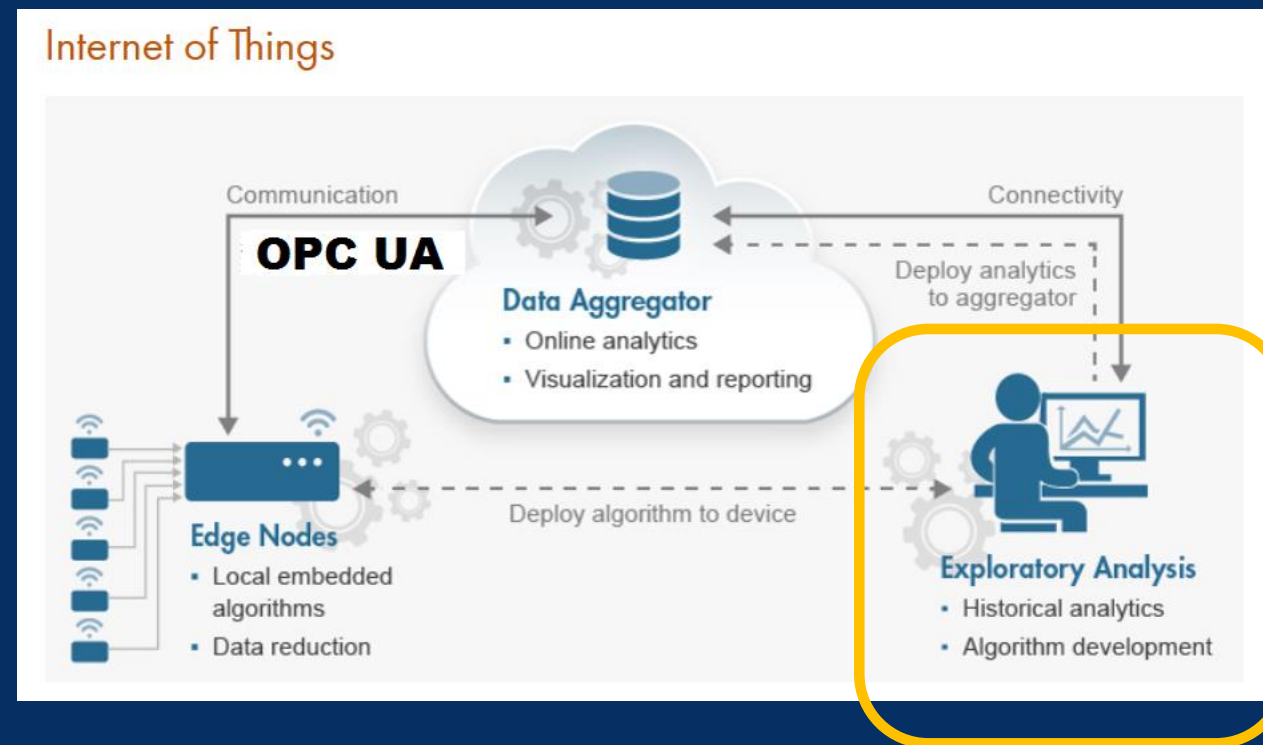 Internet of Things
Communication
OPC UA
Connectivity
Deploy analytics
to aggregator
Data Aggregator
▪ Online analytics
▪ Visualization and reporting
Deploy algorithm to device
Edge Nodes
▪ Local embedded
algorithms
▪ Data reduction
Exploratory Analysis
▪ Historical analytics
▪ Algorithm development